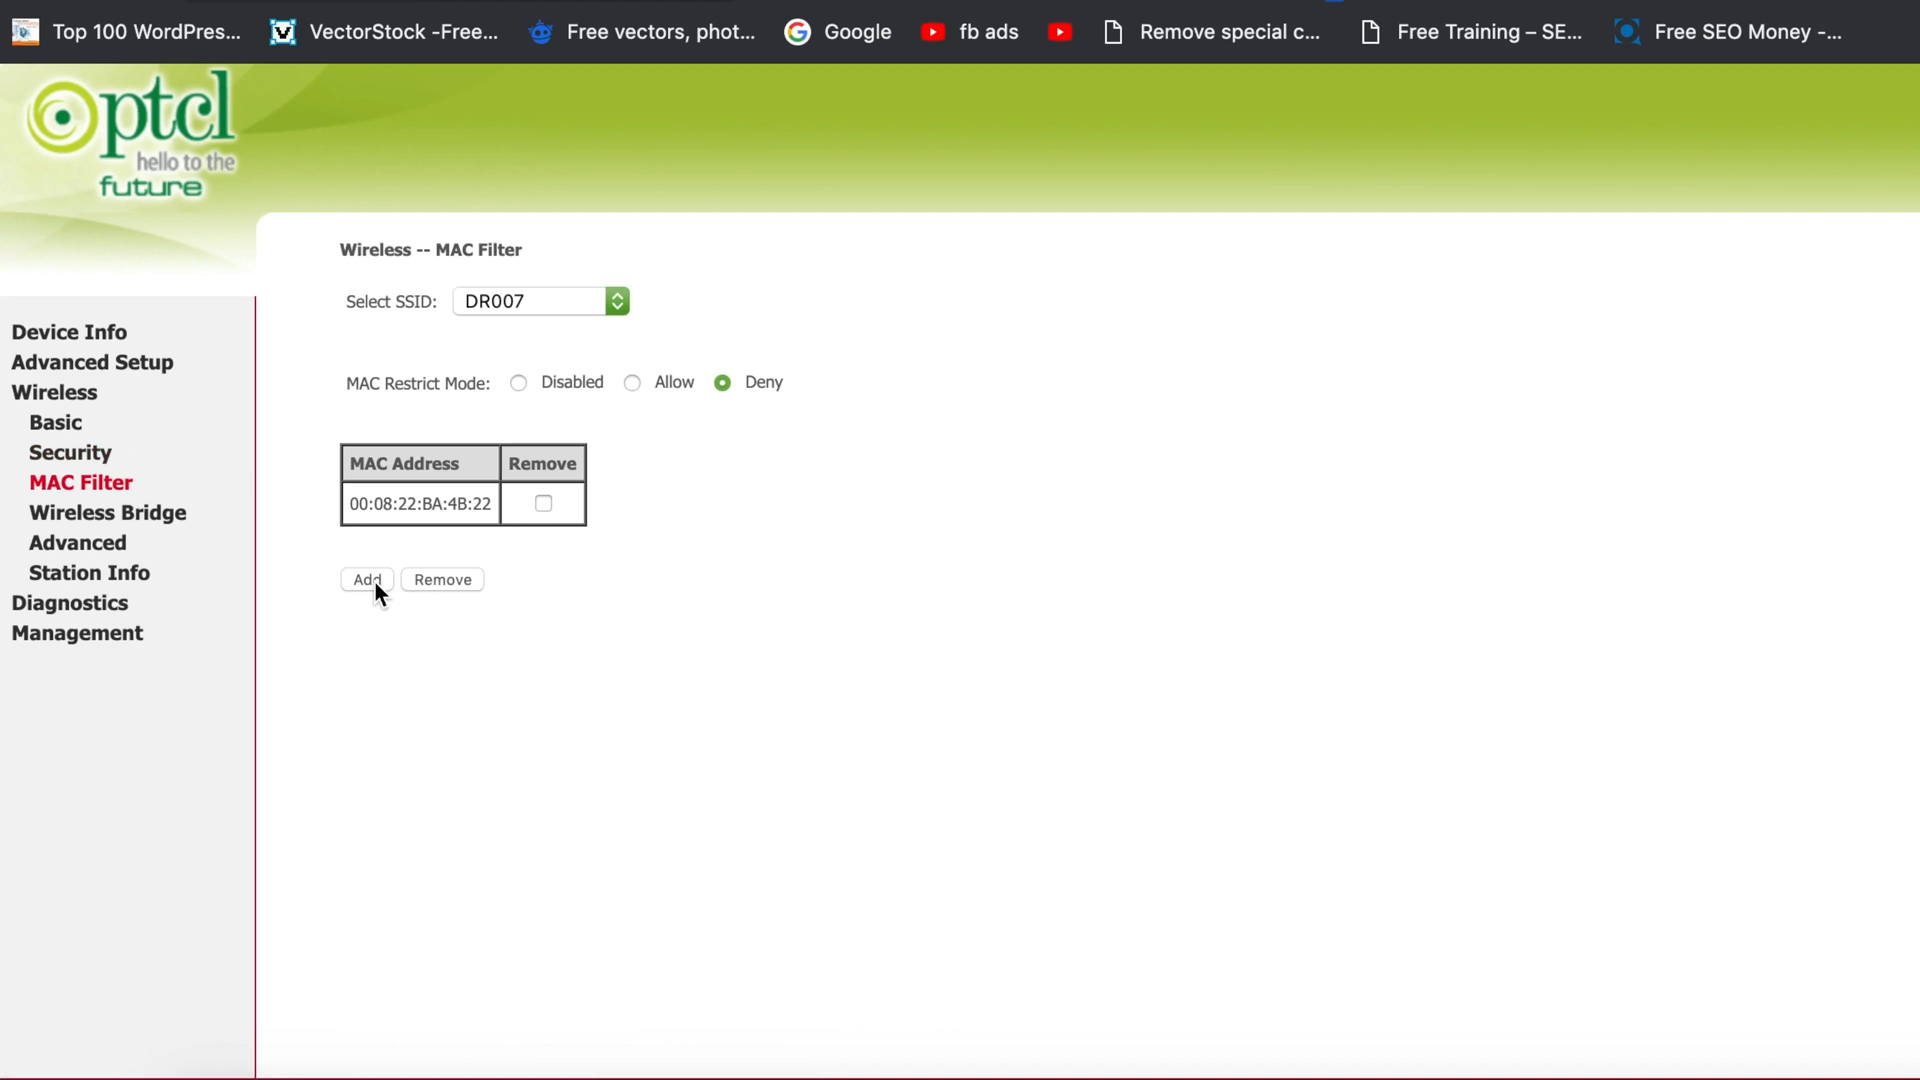 Top 100 WordPres... VectorStock -Free... Free vectors, phot... Google fb ads Remove special c... Free Training – SE... Free SEO Money -...
ptcl
hello to the
future
Wireless -- MAC Filter
Select SSID: DR007
MAC Restrict Mode: Disabled Allow Deny
MAC Address Remove
00:08:22:BA:4B:22
Add Remove
Device Info
Advanced Setup
Wireless
Basic
Security
MAC Filter
Wireless Bridge
Advanced
Station Info
Diagnostics
Management